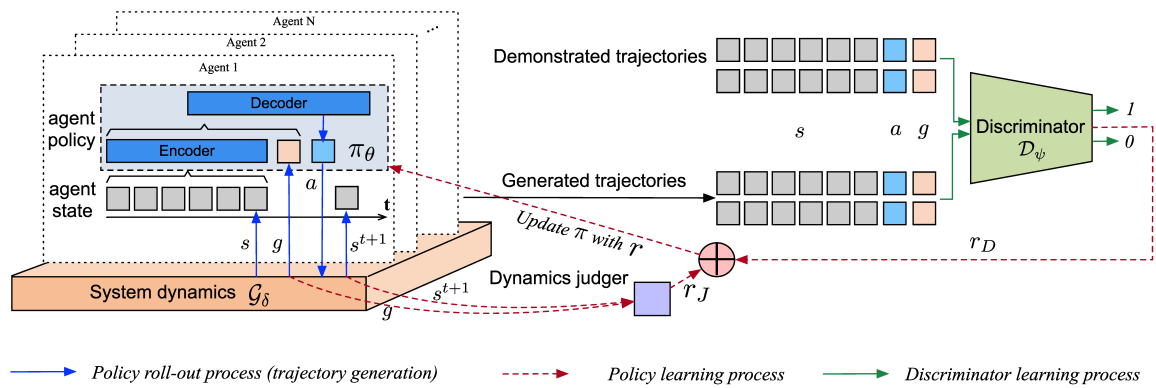 Agent N
...
Agent 2
Agent 1
Demonstrated trajectories
Decoder
agent
policy
Encoder
π_θ
s a g
Discriminator
D_ψ
1
0
a
Generated trajectories
agent
state
t
Update π with r
s g s^{t+1}
r_D
Dynamics judger
System dynamics G_δ
s^{t+1}
g
r_J
Policy roll-out process (trajectory generation)
Policy learning process
Discriminator learning process